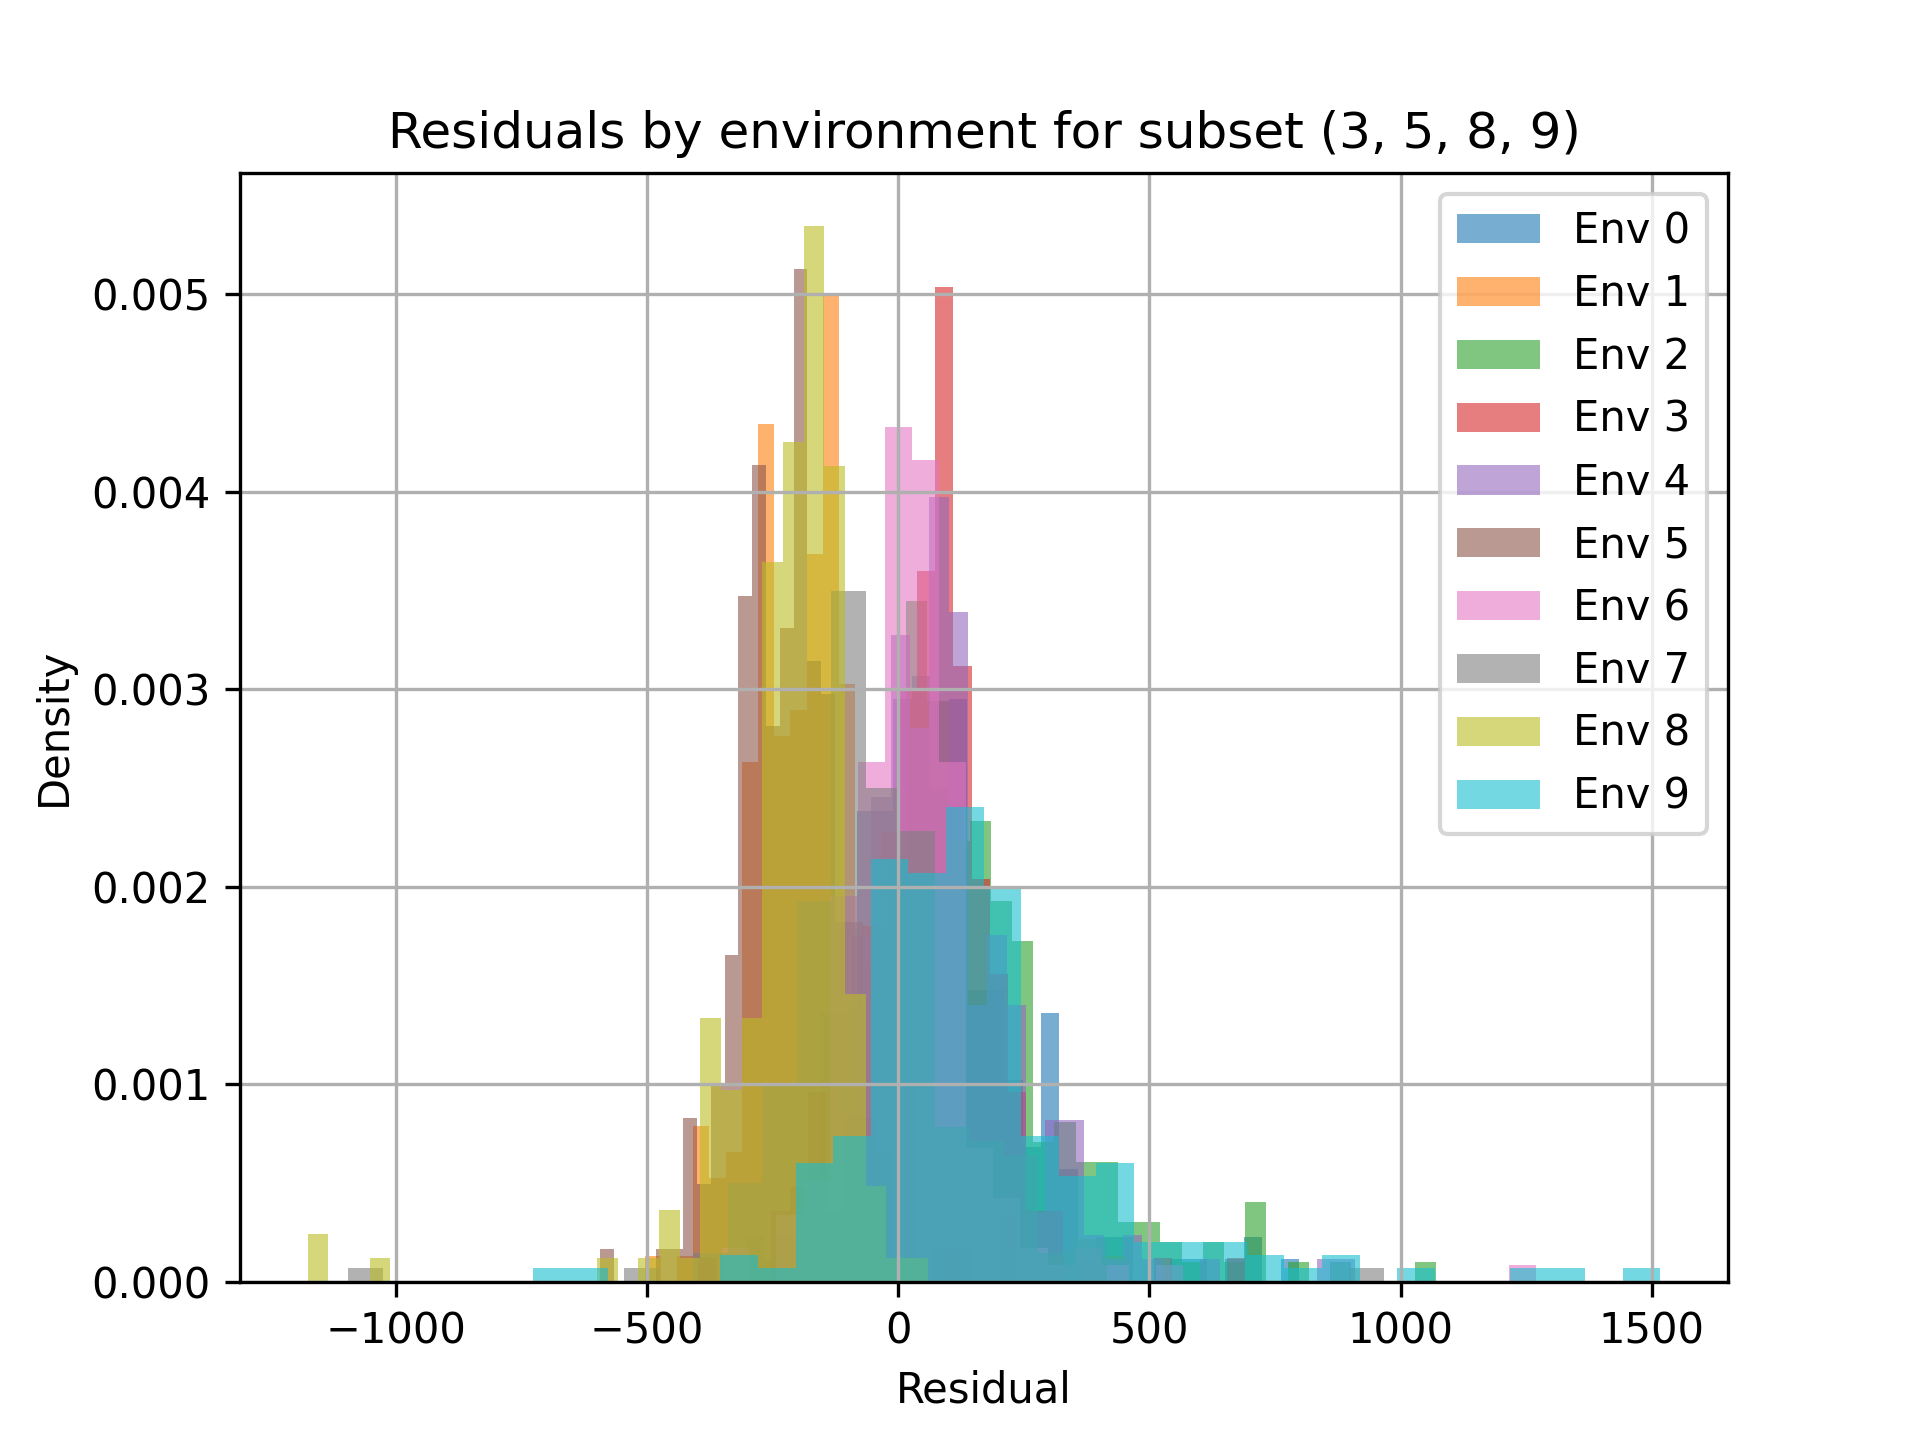 Residuals by environment for subset (3, 5, 8, 9)
Env 0
Env 1
Env 2
Env 3
Env 4
Env 5
Env 6
Env 7
Env 8
Env 9
Density
0.005
0.004
0.003
0.002
0.001
0.000
−1000
−500
0
500
1000
1500
Residual